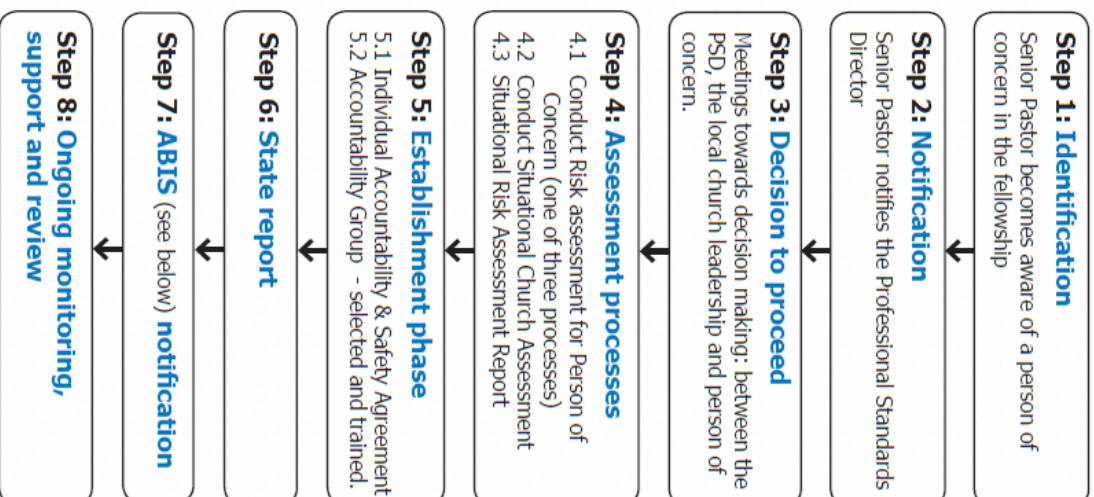 Step 1: Identification
Senior Pastor becomes aware of a person of
concern in the fellowship
Step 2: Notification
Senior Pastor notifies the Professional Standards
Director
Step 3: Decision to proceed
Meetings towards decision making: between the
PSD, the local church leadership and person of
concern.
Step 4: Assessment processes
4.1 Conduct Risk assessment for Person of
Concern (one of three processes)
4.2 Conduct Situational Church Assessment
4.3 Situational Risk Assessment Report
Step 5: Establishment phase
5.1 Individual Accountability & Safety Agreement
5.2 Accountability Group - selected and trained.
Step 6: State report
Step 7: ABIS (see below) notification
Step 8: Ongoing monitoring,
support and review